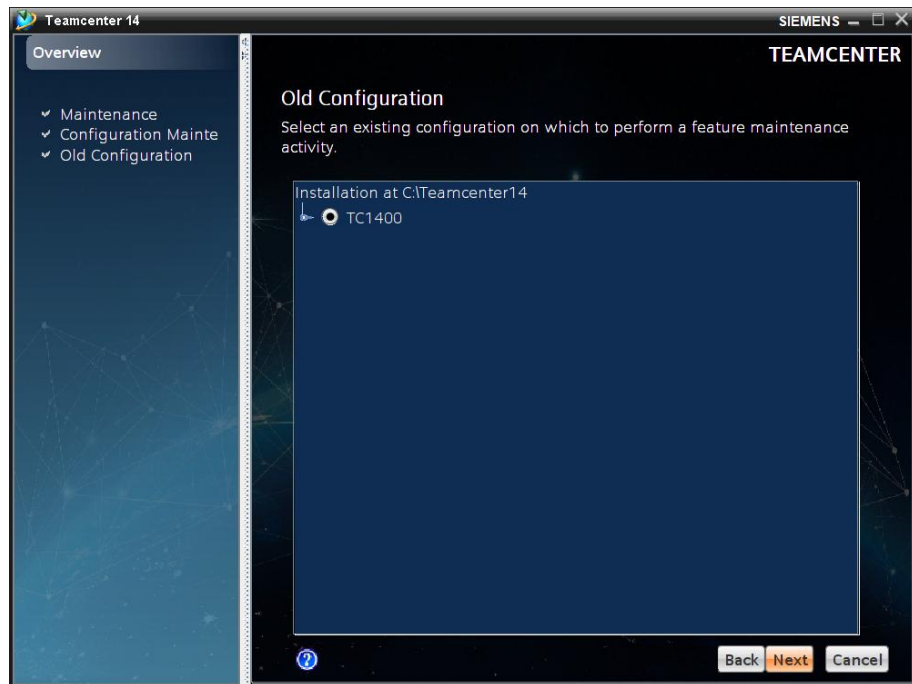 Teamcenter 14
SIEMENS
Overview
TEAMCENTER
Maintenance
Configuration Mainte
Old Configuration
Old Configuration
Select an existing configuration on which to perform a feature maintenance
activity.
Installation at C:\Teamcenter14
TC1400
?
Back Next Cancel